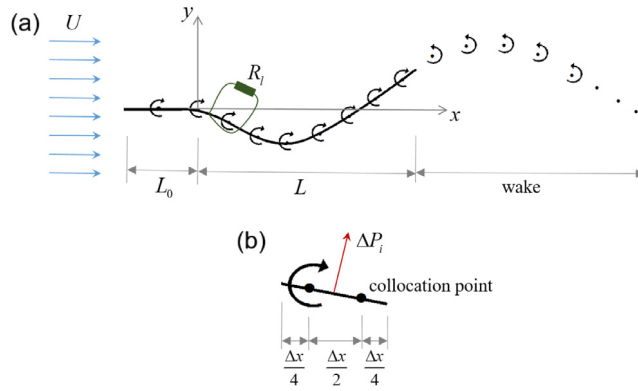 (a)
U
y
R_l
x
L_0
L
wake
(b)
ΔP_i
collocation point
Δx/4
Δx/2
Δx/4